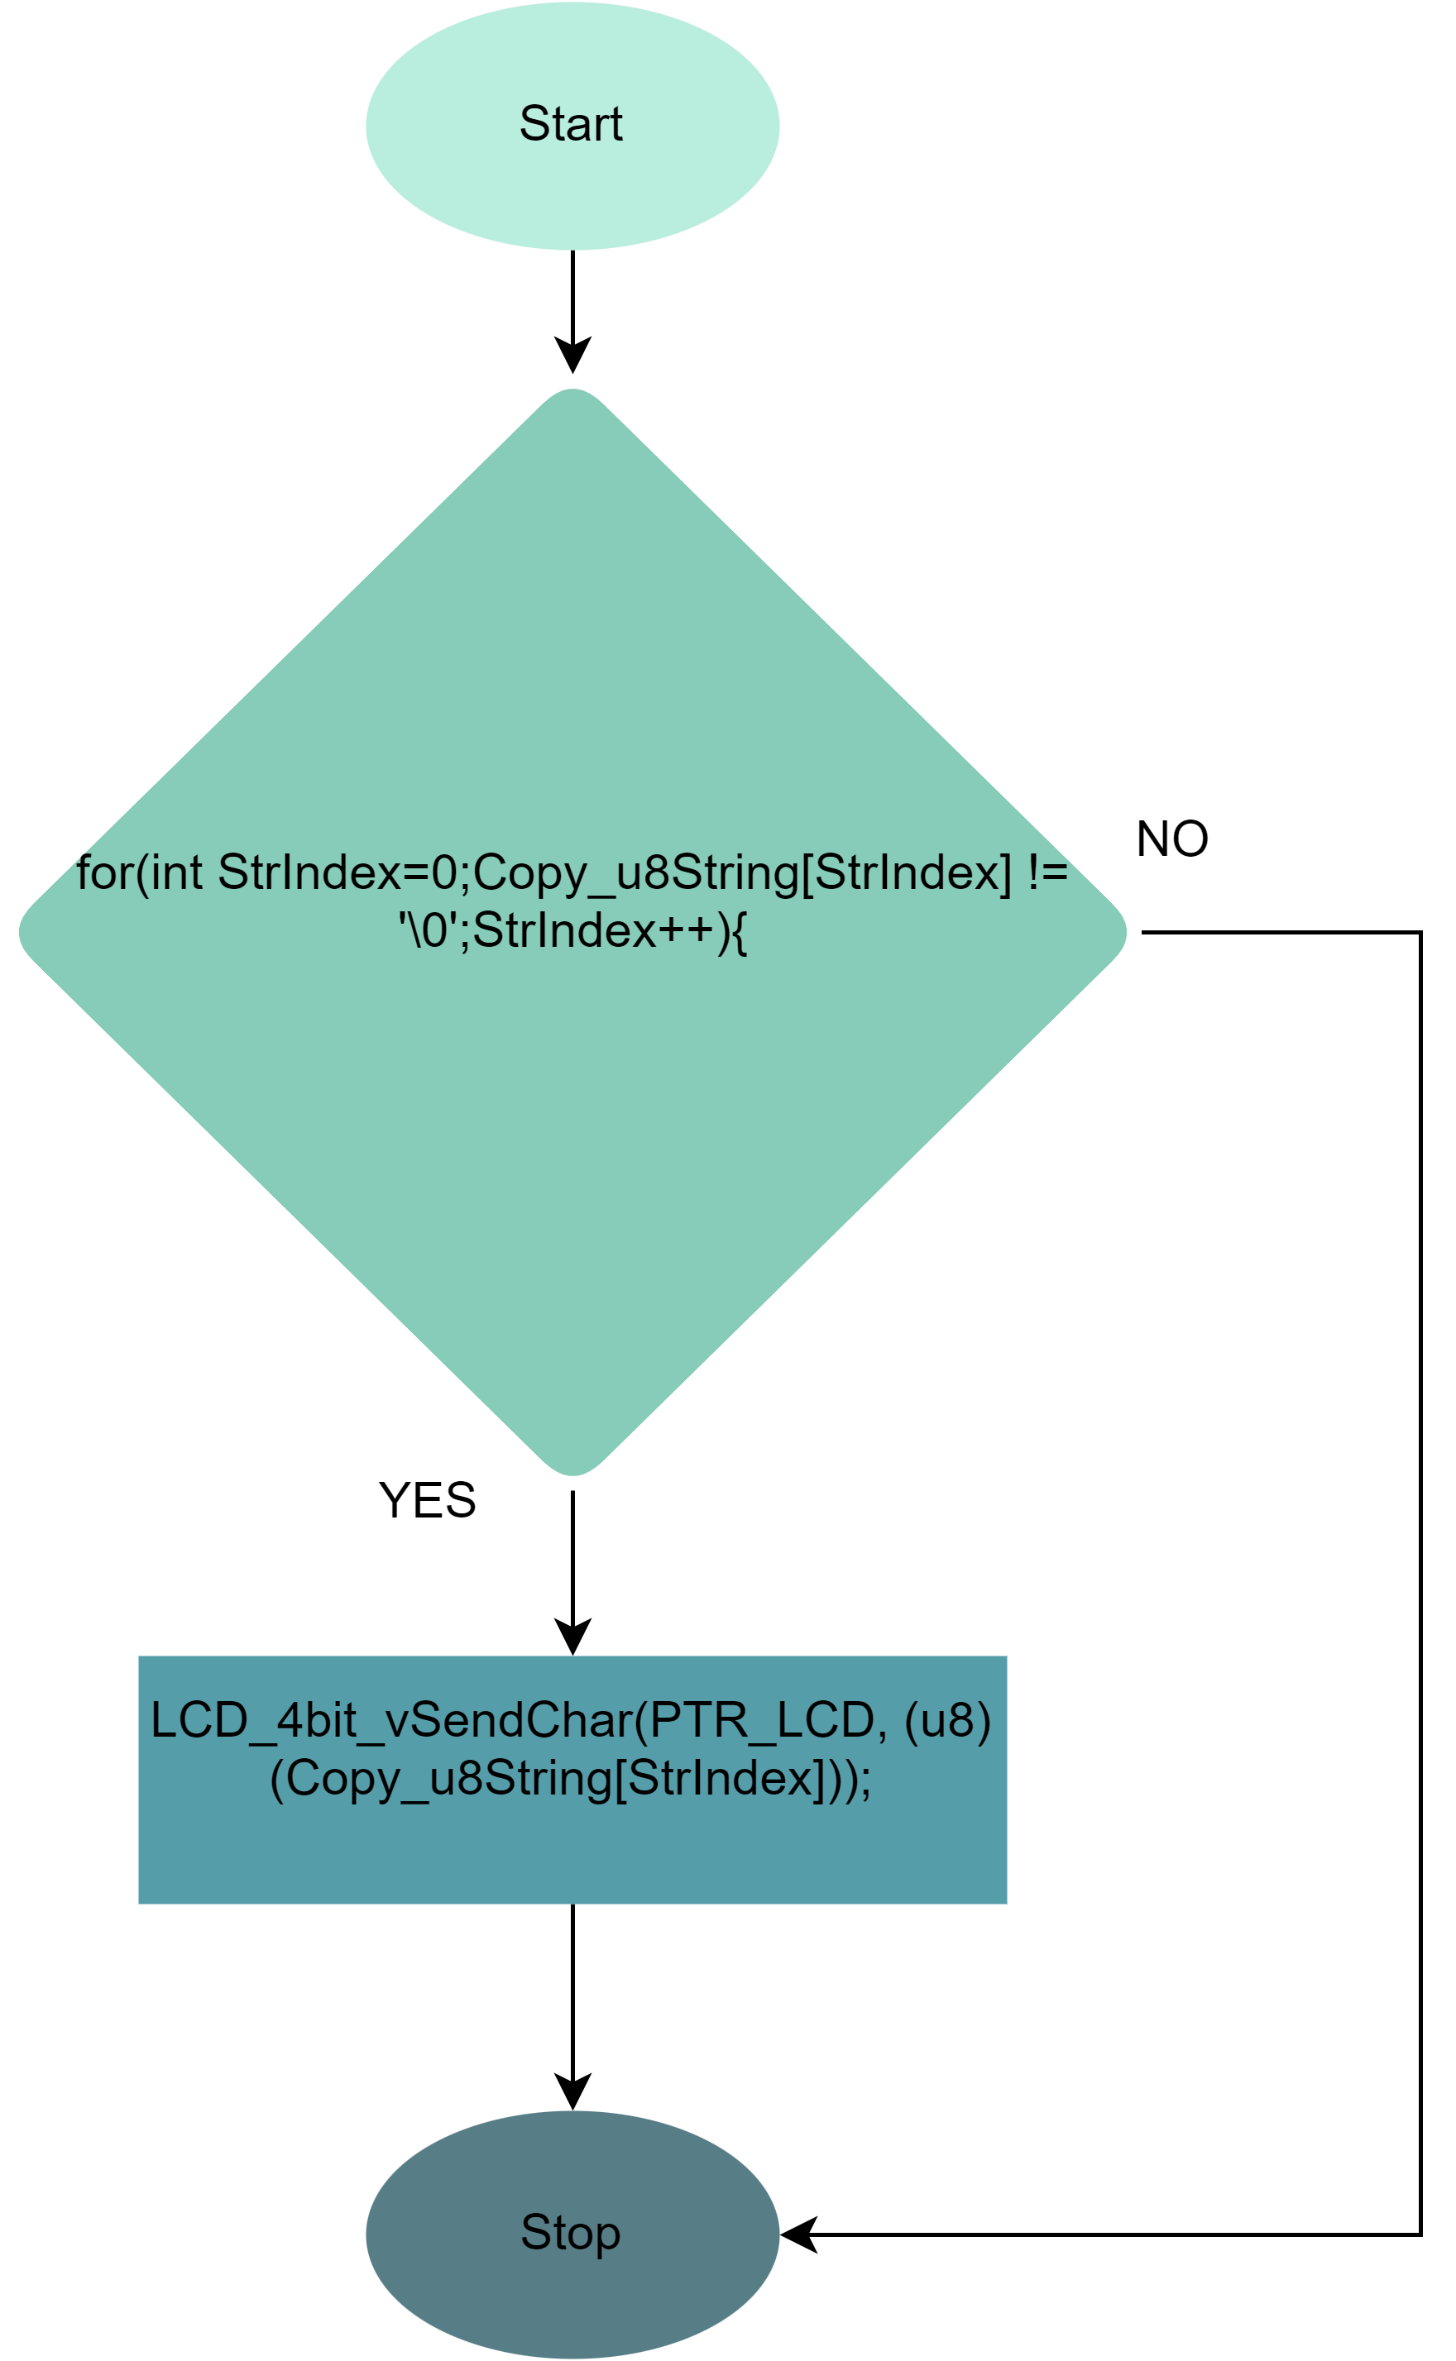 Start
for(int StrIndex=0;Copy_u8String[StrIndex] !=
'\0';StrIndex++){
NO
YES
LCD_4bit_vSendChar(PTR_LCD, (u8)
(Copy_u8String[StrIndex]));
Stop